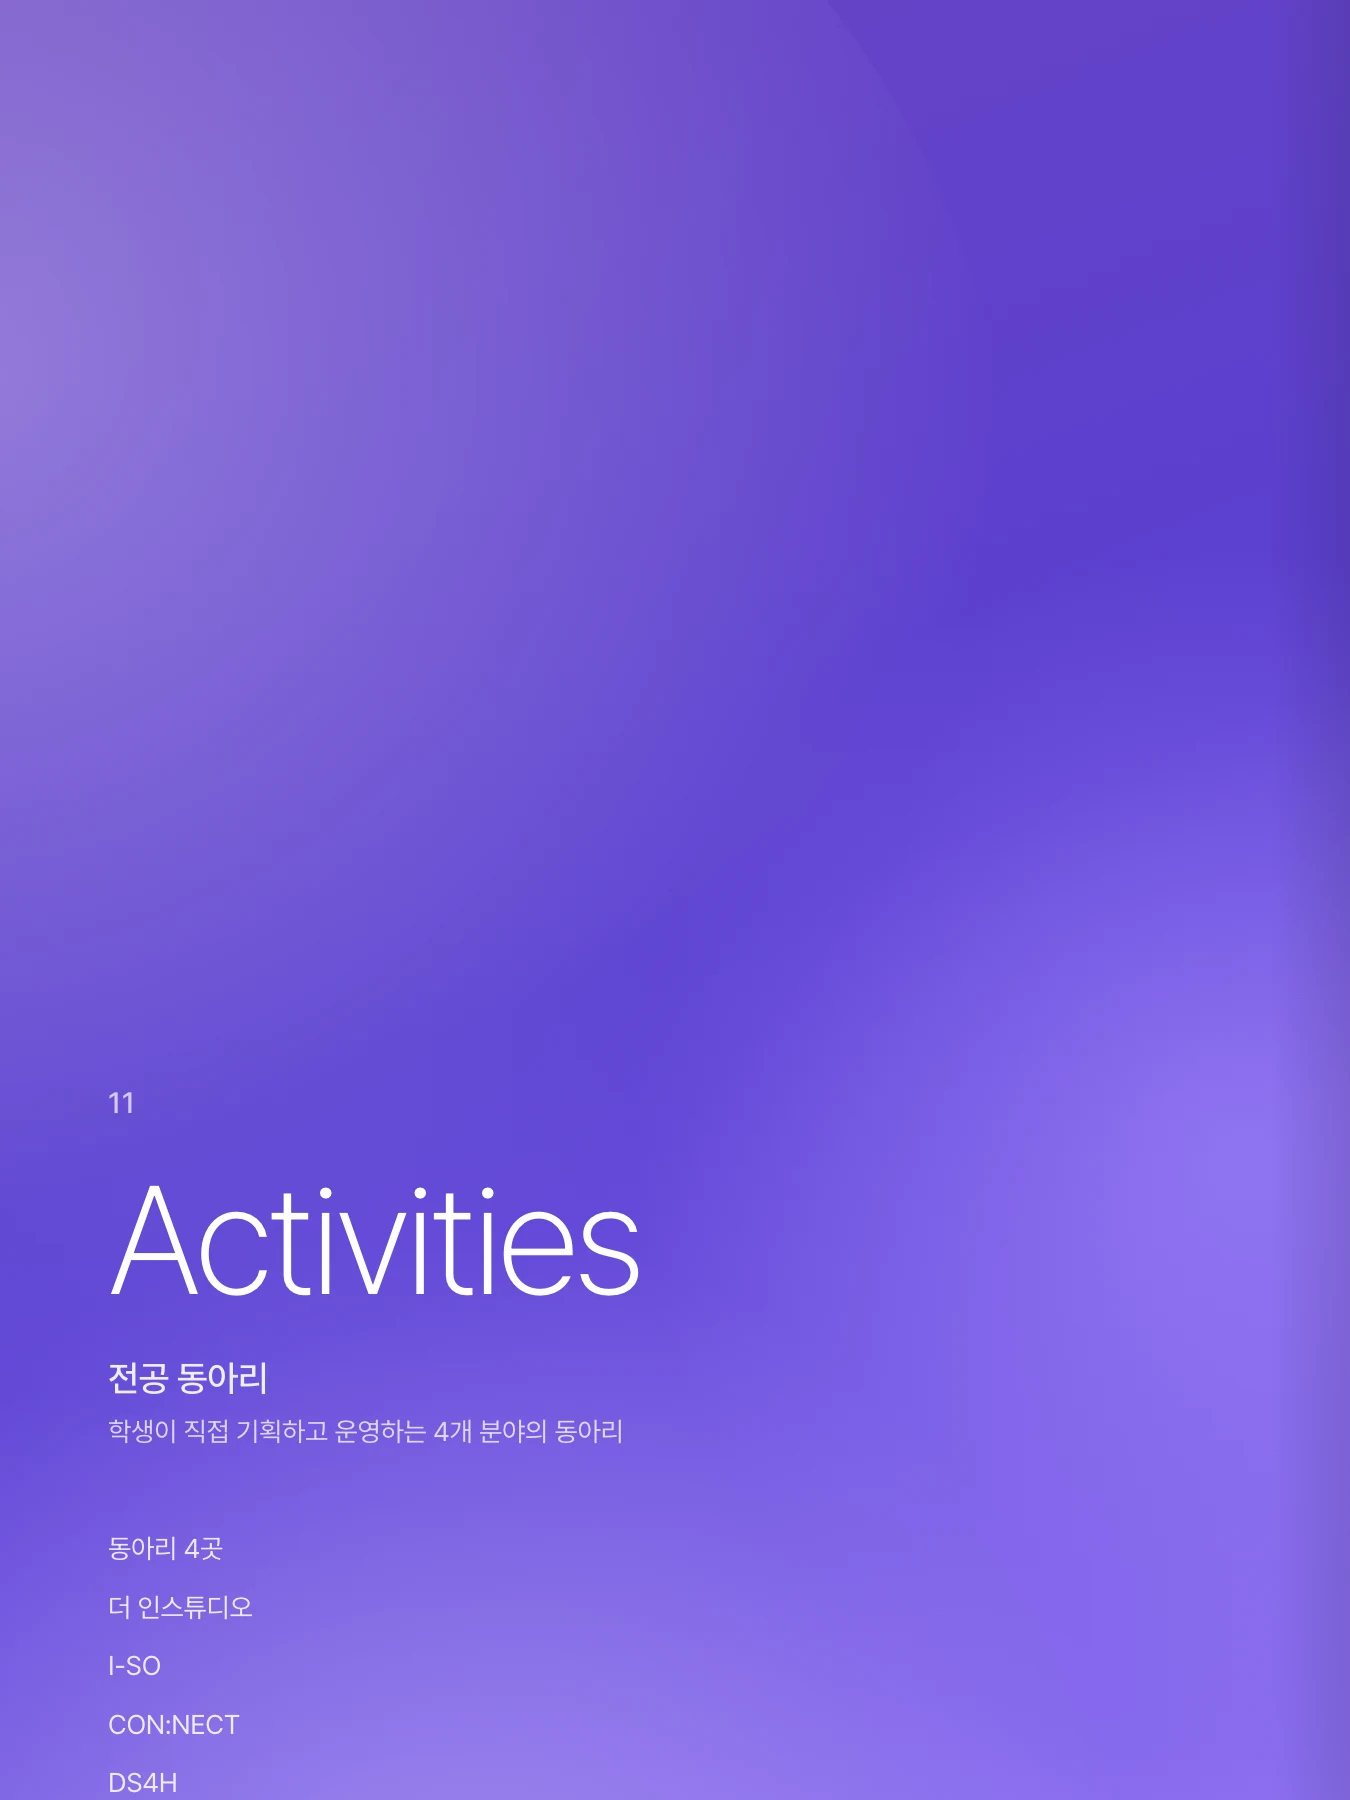 11
Activities
전공 동아리
학생이 직접 기획하고 운영하는 4개 분야의 동아리
동아리 4곳
더 인스튜디오
I-SO
CON:NECT
DS4H